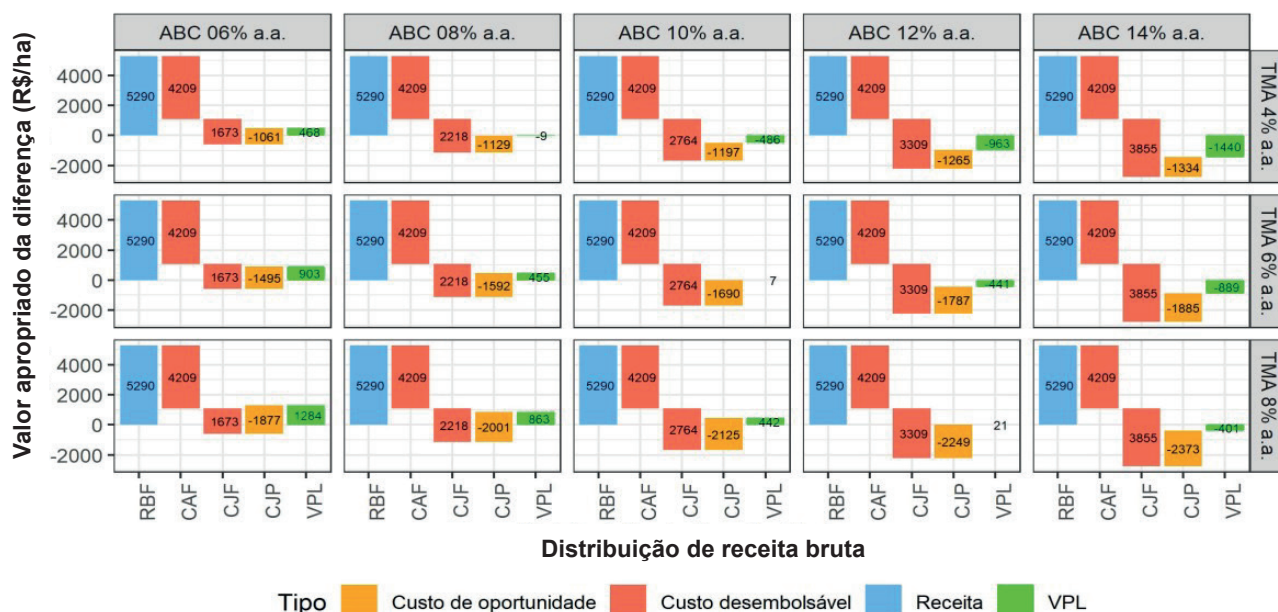 ABC 06% a.a. ABC 08% a.a. ABC 10% a.a. ABC 12% a.a. ABC 14% a.a.
Valor apropriado da diferença (R$/ha)
4000
2000
0
-2000
5290 4209 1673 -1061 468
5290 4209 2218 -1129 -9
5290 4209 2764 -1197 -486
5290 4209 3309 -1265 -963
5290 4209 3855 -1334 -1440
TMA 4% a.a.
4000
2000
0
-2000
5290 4209 1673 -1495 903
5290 4209 2218 -1592 455
5290 4209 2764 -1690 7
5290 4209 3309 -1787 -441
5290 4209 3855 -1885 -889
TMA 6% a.a.
4000
2000
0
-2000
5290 4209 1673 -1877 1284
5290 4209 2218 -2001 863
5290 4209 2764 -2125 442
5290 4209 3309 -2249 21
5290 4209 3855 -2373 -401
TMA 8% a.a.
RBF CAF CJF CJP VPL RBF CAF CJF CJP VPL RBF CAF CJF CJP VPL RBF CAF CJF CJP VPL RBF CAF CJF CJP VPL
Distribuição de receita bruta
Tipo Custo de oportunidade Custo desembolsável Receita VPL